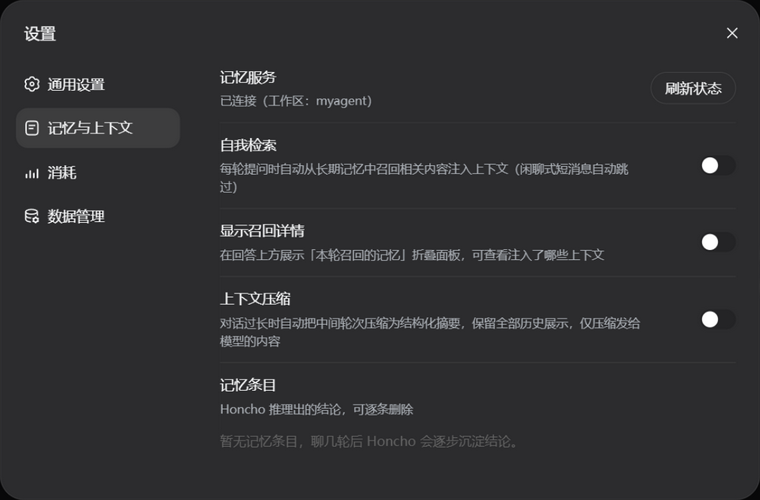 设置
通用设置
记忆与上下文
消耗
数据管理
记忆服务
已连接（工作区：myagent）
刷新状态
自我检索
每轮提问时自动从长期记忆中召回相关内容注入上下文（闲聊式短消息自动跳
过）
显示召回详情
在回答上方展示「本轮召回的记忆」折叠面板，可查看注入了哪些上下文
上下文压缩
对话过长时自动把中间轮次压缩为结构化摘要，保留全部历史展示，仅压缩发给
模型的内容
记忆条目
Honcho 推理出的结论，可逐条删除
暂无记忆条目，聊几轮后 Honcho 会逐步沉淀结论。